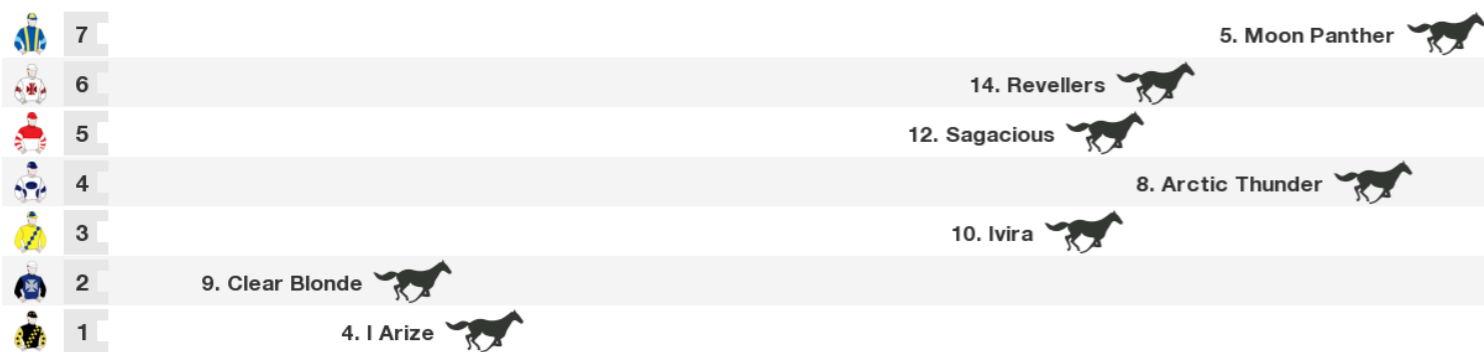 7 5. Moon Panther
6 14. Revellers
5 12. Sagacious
4 8. Arctic Thunder
3 10. Ivira
2 9. Clear Blonde
1 4. I Arize